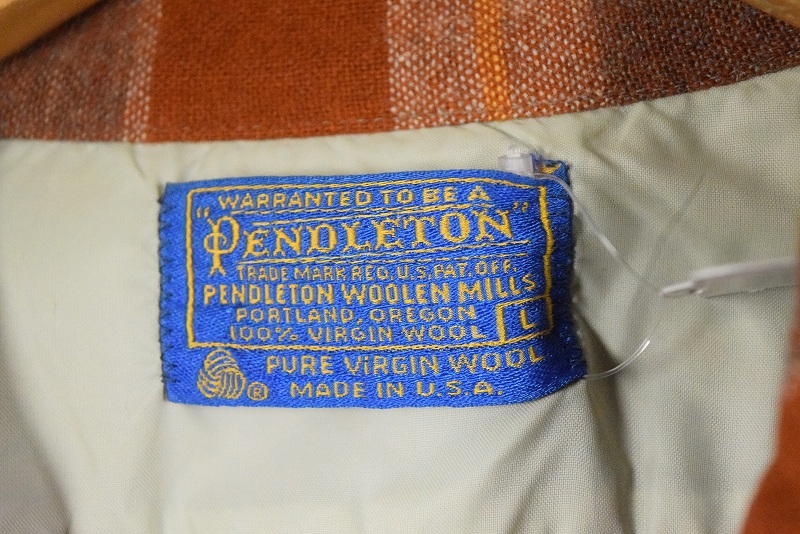 WARRANTED TO BE A
"PENDLETON"
TRADE MARK REG. U.S. PAT. OFF.
PENDLETON WOOLEN MILLS
PORTLAND, OREGON
100% VIRGIN WOOL L
PURE VIRGIN WOOL
® MADE IN U.S.A.